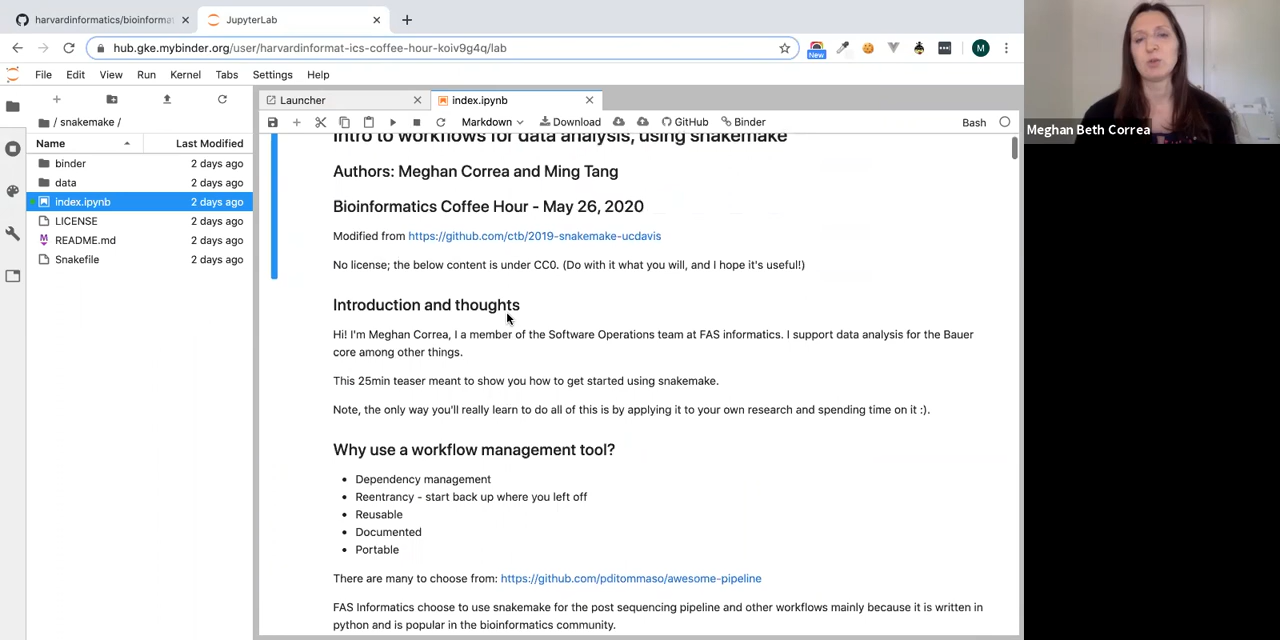 harvardinformatics/bioinformat
JupyterLab
hub.gke.mybinder.org/user/harvardinformat-ics-coffee-hour-koiv9g4q/lab
New
M
File Edit View Run Kernel Tabs Settings Help
Launcher
index.ipynb
Markdown
Download
GitHub
Binder
Bash
/ snakemake /
Name Last Modified
binder 2 days ago
data 2 days ago
index.ipynb 2 days ago
LICENSE 2 days ago
README.md 2 days ago
Snakefile 2 days ago
Intro to workflows for data analysis, using snakemake
Authors: Meghan Correa and Ming Tang
Bioinformatics Coffee Hour - May 26, 2020
Modified from https://github.com/ctb/2019-snakemake-ucdavis
No license; the below content is under CC0. (Do with it what you will, and I hope it's useful!)
Introduction and thoughts
Hi! I'm Meghan Correa, I a member of the Software Operations team at FAS informatics. I support data analysis for the Bauer
core among other things.
This 25min teaser meant to show you how to get started using snakemake.
Note, the only way you'll really learn to do all of this is by applying it to your own research and spending time on it :).
Why use a workflow management tool?
• Dependency management
• Reentrancy - start back up where you left off
• Reusable
• Documented
• Portable
There are many to choose from: https://github.com/pditommaso/awesome-pipeline
FAS Informatics choose to use snakemake for the post sequencing pipeline and other workflows mainly because it is written in
python and is popular in the bioinformatics community.
Meghan Beth Correa